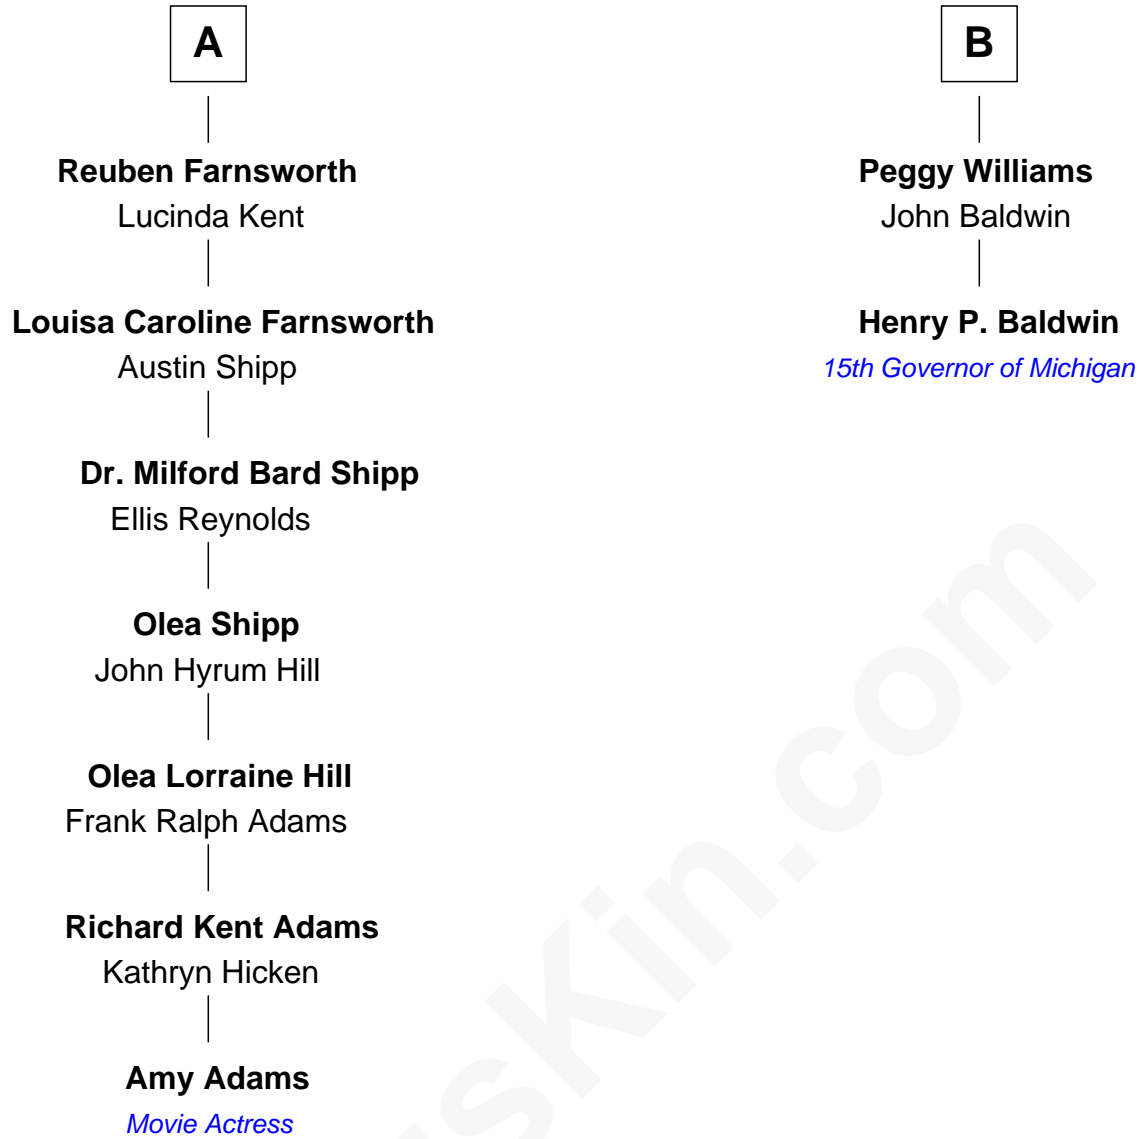 A
Reuben Farnsworth
Lucinda Kent
Louisa Caroline Farnsworth
Austin Shipp
Dr. Milford Bard Shipp
Ellis Reynolds
Olea Shipp
John Hyrum Hill
Olea Lorraine Hill
Frank Ralph Adams
Richard Kent Adams
Kathryn Hicken
Amy Adams
Movie Actress
B
Peggy Williams
John Baldwin
Henry P. Baldwin
15th Governor of Michigan
sKin.com